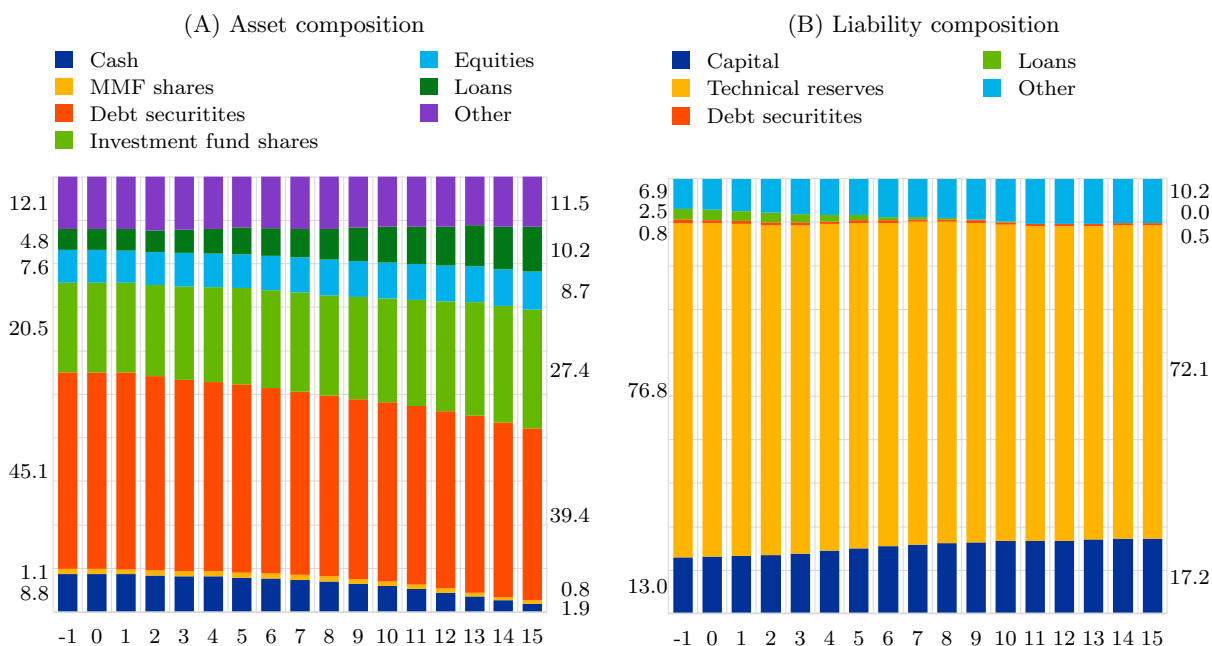 (A) Asset composition
Cash
MMF shares
Debt securitites
Investment fund shares
Equities
Loans
Other
12.1
4.8
7.6
20.5
45.1
1.1
8.8
11.5
10.2
8.7
27.4
39.4
0.8
1.9
-1 0 1 2 3 4 5 6 7 8 9 10 11 12 13 14 15
(B) Liability composition
Capital
Technical reserves
Debt securitites
Loans
Other
6.9
2.5
0.8
76.8
13.0
10.2
0.0
0.5
72.1
17.2
-1 0 1 2 3 4 5 6 7 8 9 10 11 12 13 14 15